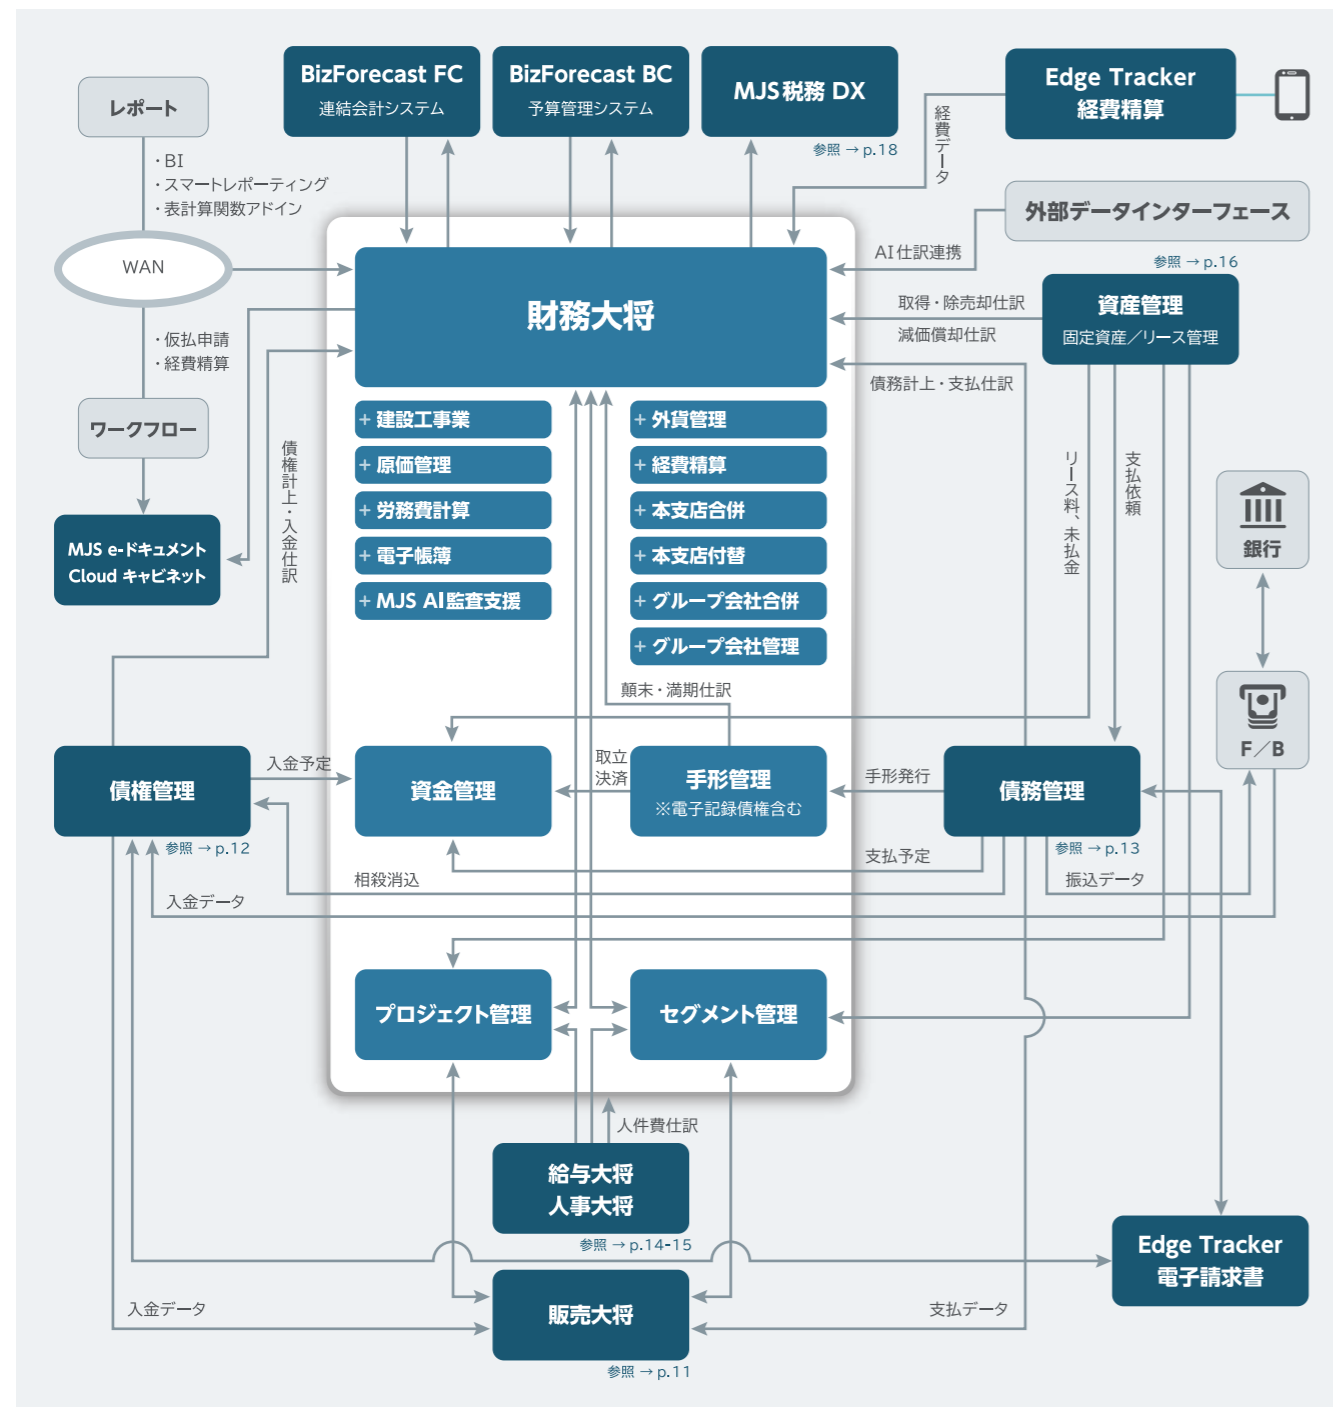 BizForecast FC
連結会計システム
BizForecast BC
予算管理システム
MJS税務 DX
参照 → p.18
Edge Tracker
経費精算
経費データ
レポート
・BI
・スマートレポーティング
・表計算関数アドイン
WAN
・仮払申請
・経費精算
ワークフロー
MJS e-ドキュメント
Cloud キャビネット
外部データインターフェース
AI仕訳連携
参照 → p.16
資産管理
固定資産／リース管理
取得・除売却仕訳
減価償却仕訳
債務計上・支払仕訳
財務大将
+ 建設工事業
+ 原価管理
+ 労務費計算
+ 電子帳簿
+ MJS AI監査支援
+ 外貨管理
+ 経費精算
+ 本支店合併
+ 本支店付替
+ グループ会社合併
+ グループ会社管理
債権計上・入金仕訳
リース料、未払金
支払依頼
銀行
F／B
顛末・満期仕訳
債権管理
参照 → p.12
入金予定
資金管理
取立
決済
手形管理
※電子記録債権含む
手形発行
債務管理
参照 → p.13
支払予定
相殺消込
振込データ
入金データ
プロジェクト管理
セグメント管理
人件費仕訳
給与大将
人事大将
参照 → p.14-15
Edge Tracker
電子請求書
入金データ
販売大将
支払データ
参照 → p.11